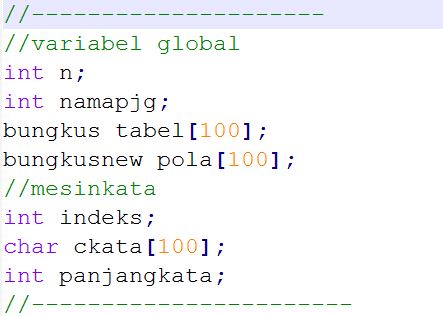 //---------------------
//variabel global
int n;
int namapjg;
bungkus tabel[100];
bungkusnew pola[100];
//mesinkata
int indeks;
char ckata[100];
int panjangkata;
//-----------------------